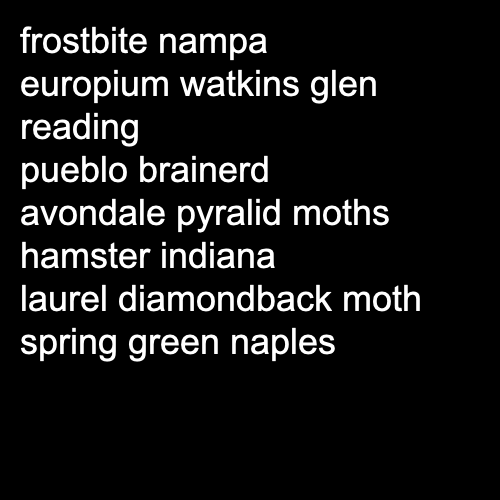 frostbite nampa
europium watkins glen
reading
pueblo brainerd
avondale pyralid moths
hamster indiana
laurel diamondback moth
spring green naples